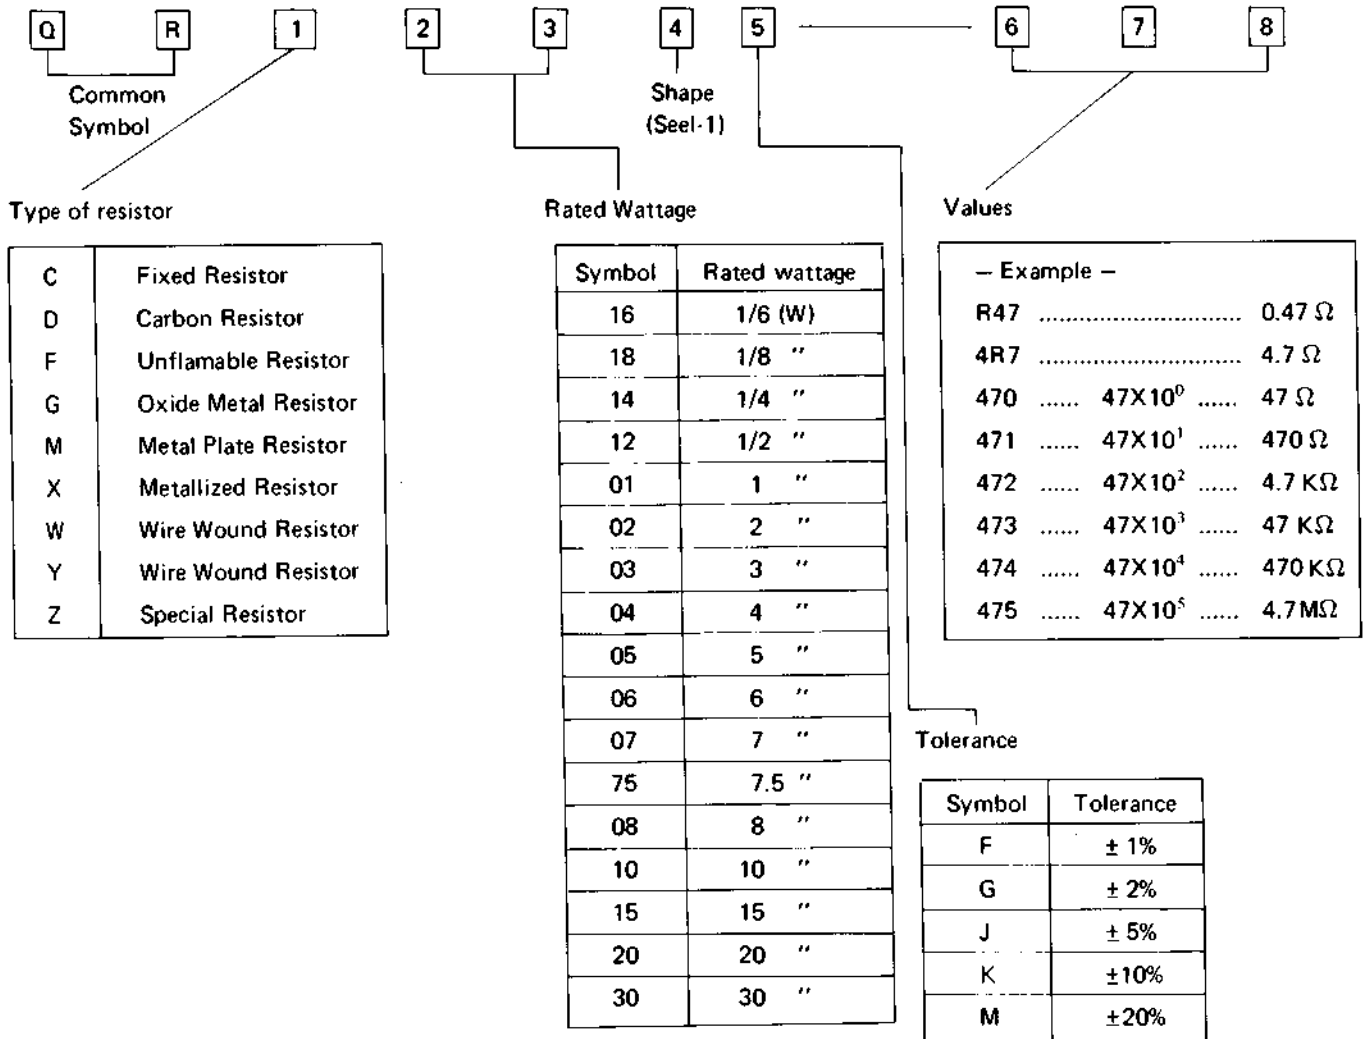 Q R 1 2 3 4 5 6 7 8
Common
Symbol
Shape
(Seel-1)
Type of resistor
C Fixed Resistor
D Carbon Resistor
F Unflamable Resistor
G Oxide Metal Resistor
M Metal Plate Resistor
X Metallized Resistor
W Wire Wound Resistor
Y Wire Wound Resistor
Z Special Resistor
Rated Wattage
Symbol Rated wattage
16 1/6 (W)
18 1/8 "
14 1/4 "
12 1/2 "
01 1 "
02 2 "
03 3 "
04 4 "
05 5 "
06 6 "
07 7 "
75 7.5 "
08 8 "
10 10 "
15 15 "
20 20 "
30 30 "
Values
– Example –
R47 ............................. 0.47 Ω
4R7 ............................. 4.7 Ω
470 ...... 47X10⁰ ...... 47 Ω
471 ...... 47X10¹ ...... 470 Ω
472 ...... 47X10² ...... 4.7 KΩ
473 ...... 47X10³ ...... 47 KΩ
474 ...... 47X10⁴ ...... 470 KΩ
475 ...... 47X10⁵ ...... 4.7 MΩ
Tolerance
Symbol Tolerance
F ± 1%
G ± 2%
J ± 5%
K ±10%
M ±20%